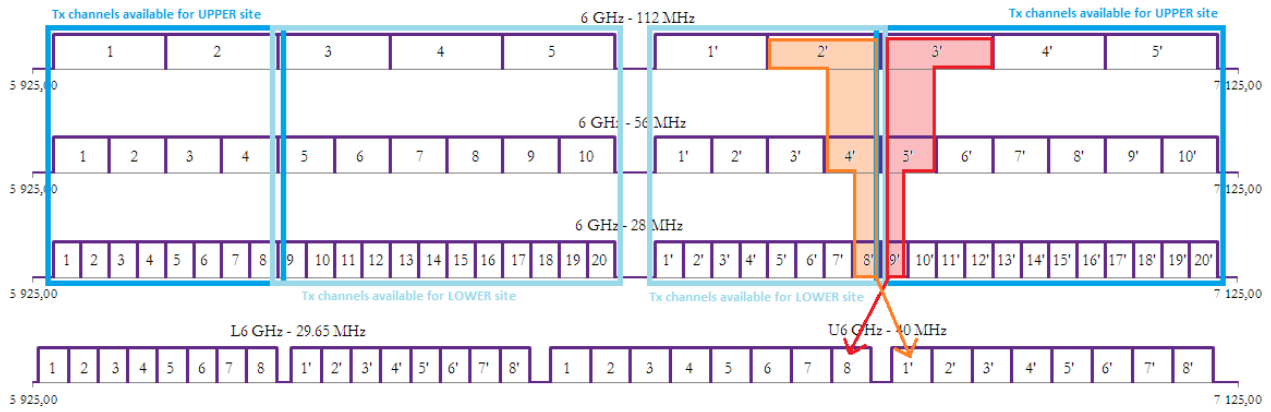 Tx channels available for UPPER site
6 GHz - 112 MHz
Tx channels available for UPPER site
1 2 3 4 5 1' 2' 3' 4' 5'
5 925,00 7 125,00
6 GHz - 56 MHz
1 2 3 4 5 6 7 8 9 10 1' 2' 3' 4' 5' 6' 7' 8' 9' 10'
5 925,00 7 125,00
6 GHz - 28 MHz
1 2 3 4 5 6 7 8 9 10 11 12 13 14 15 16 17 18 19 20 1' 2' 3' 4' 5' 6' 7' 8' 9' 10' 11' 12' 13' 14' 15' 16' 17' 18' 19' 20'
5 925,00 Tx channels available for LOWER site Tx channels available for LOWER site 7 125,00
L6 GHz - 29.65 MHz U6 GHz - 40 MHz
1 2 3 4 5 6 7 8 1' 2' 3' 4' 5' 6' 7' 8' 1 2 3 4 5 6 7 8 1' 2' 3' 4' 5' 6' 7' 8'
5 925,00 7 125,00